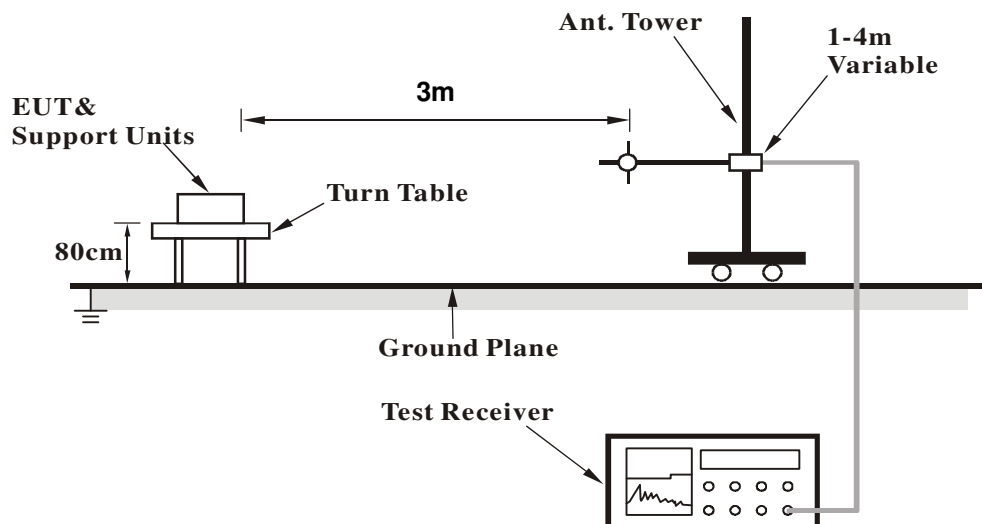 Ant. Tower
1-4m
Variable
3m
EUT&
Support Units
Turn Table
80cm
Ground Plane
Test Receiver